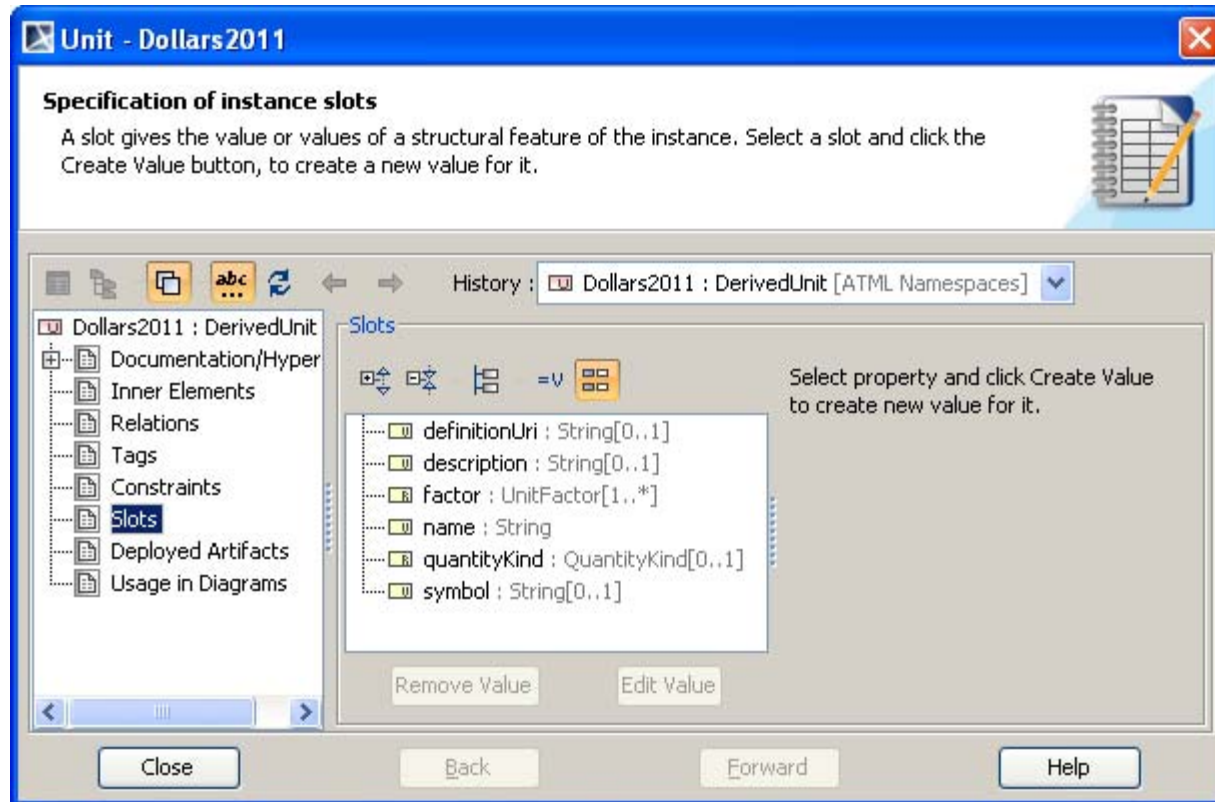 Unit - Dollars2011
Specification of instance slots
A slot gives the value or values of a structural feature of the instance. Select a slot and click the
Create Value button, to create a new value for it.
abc
...
History : Dollars2011 : DerivedUnit [ATML Namespaces]
Dollars2011 : DerivedUnit
Documentation/Hyper
Inner Elements
Relations
Tags
Constraints
Slots
Deployed Artifacts
Usage in Diagrams
Slots
=V
definitionUri : String[0..1]
description : String[0..1]
factor : UnitFactor[1..*]
name : String
quantityKind : QuantityKind[0..1]
symbol : String[0..1]
Select property and click Create Value
to create new value for it.
Remove Value
Edit Value
Close
Back
Forward
Help